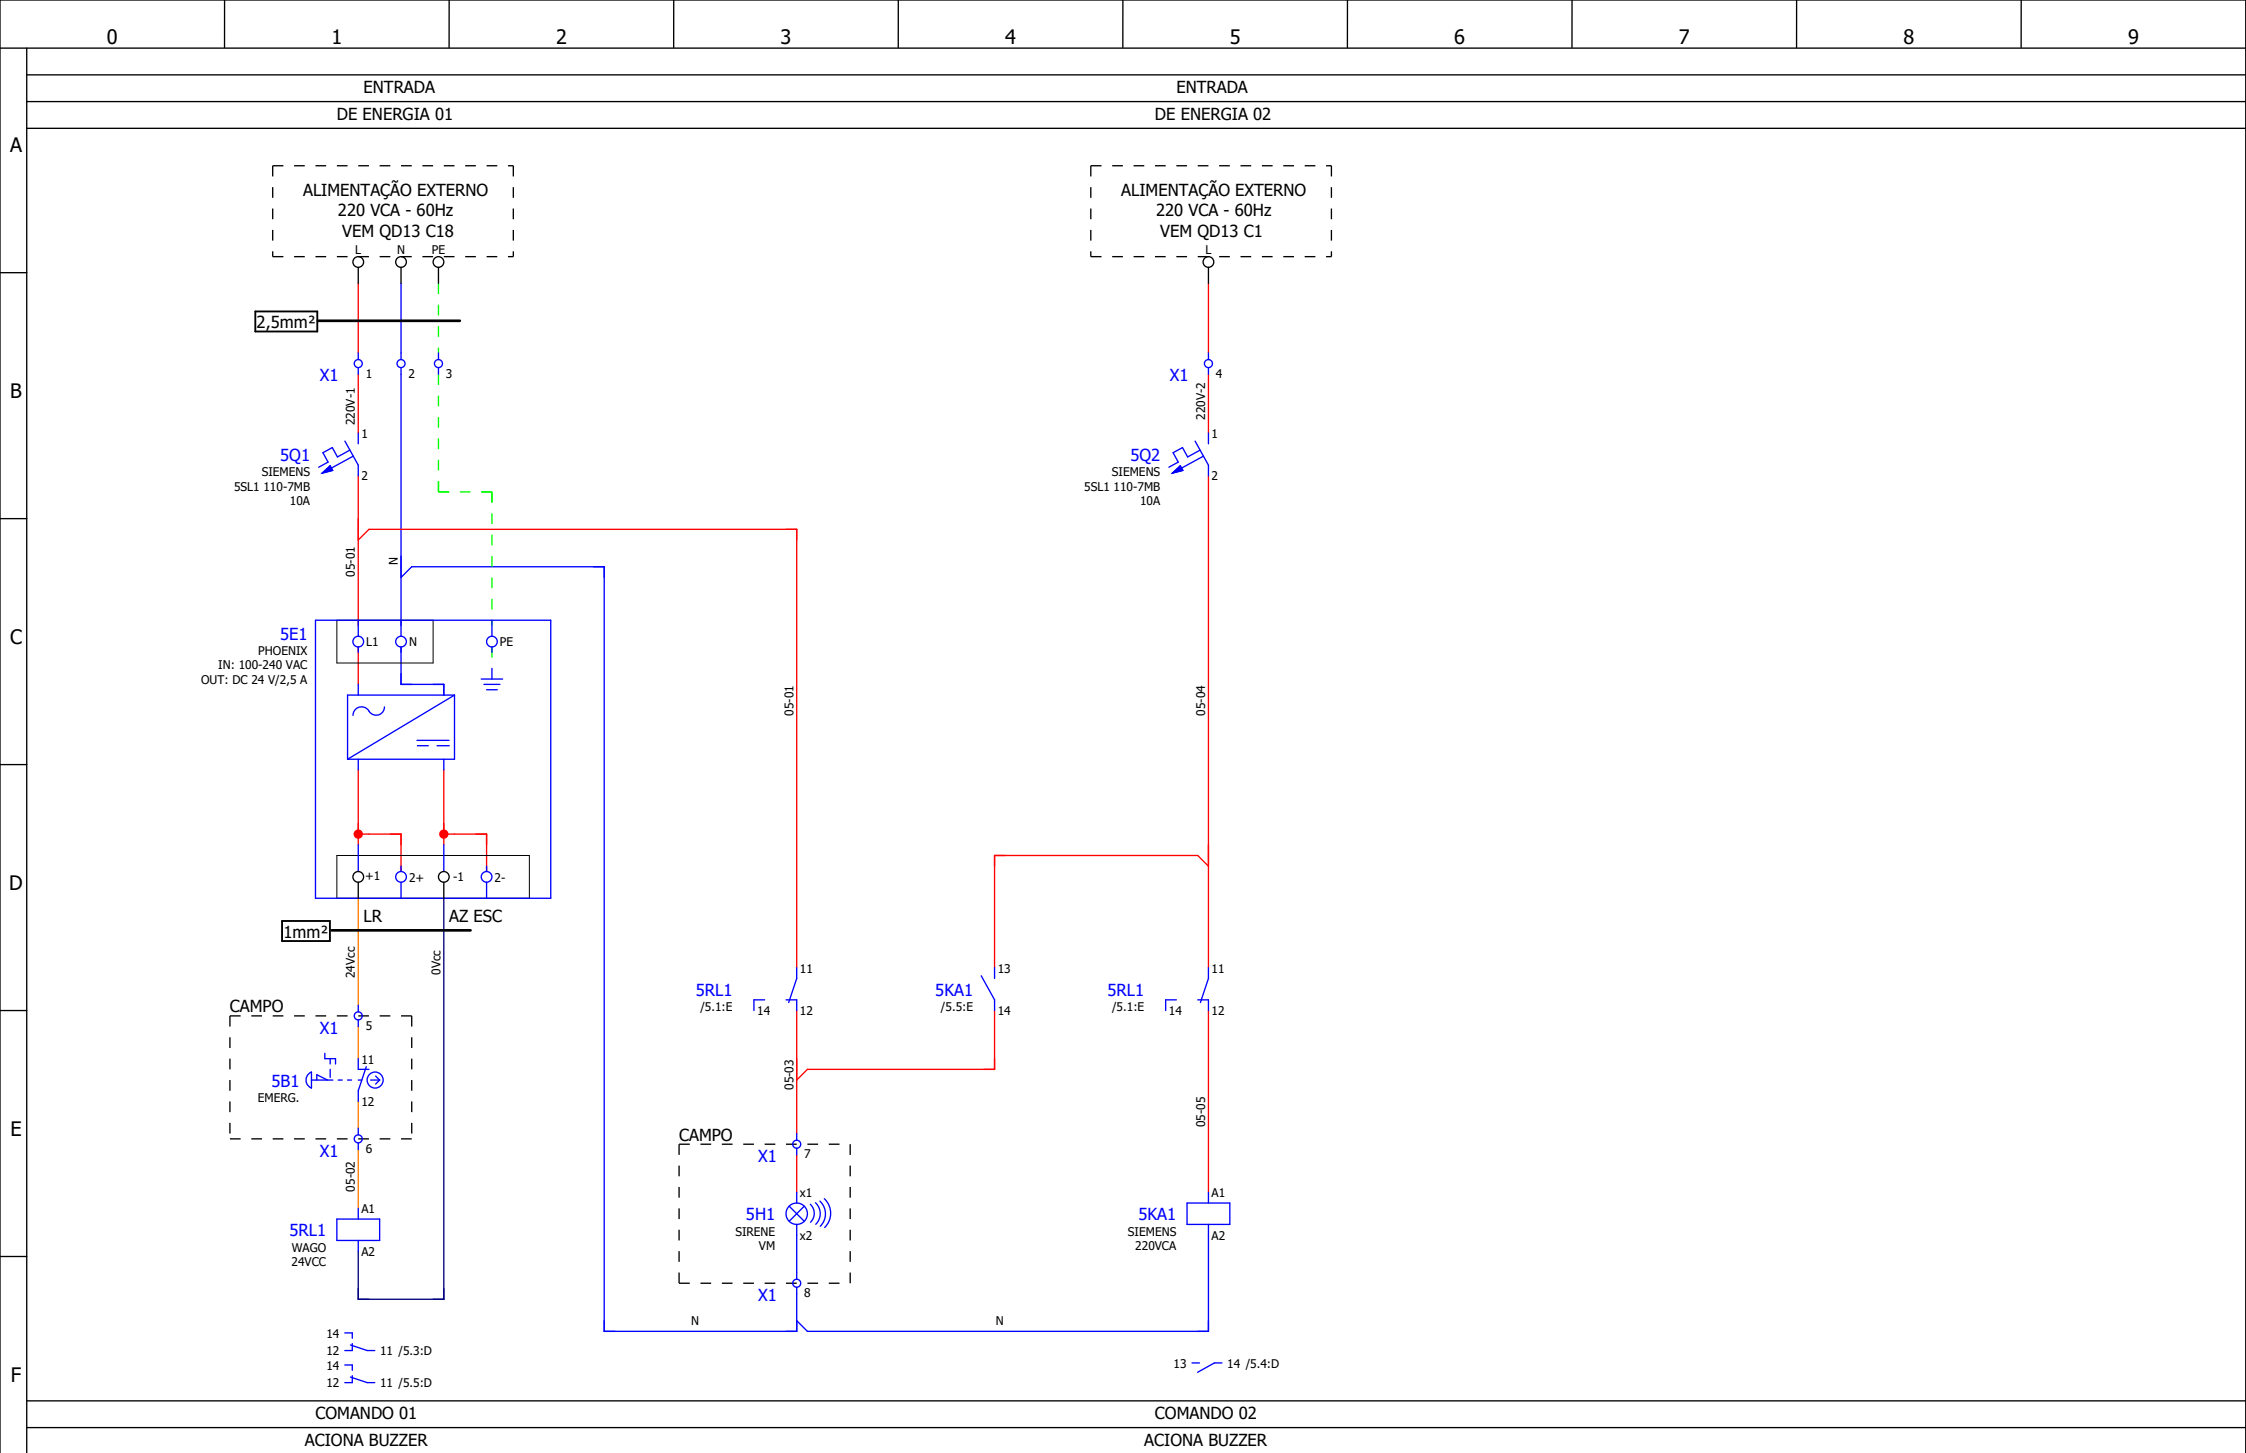 0 1 2 3 4 5 6 7 8 9
ENTRADA ENTRADA
DE ENERGIA 01 DE ENERGIA 02
A
ALIMENTAÇÃO EXTERNO ALIMENTAÇÃO EXTERNO
220 VCA - 60Hz 220 VCA - 60Hz
VEM QD13 C18 VEM QD13 C1
L N PE L
2,5mm²
X1 1 2 3 X1 4
B
220V-1 220V-2
1 1
5Q1 5Q2
SIEMENS SIEMENS
5SL1 110-7MB 2 5SL1 110-7MB 2
10A 10A
05-01 N
C
5E1 L1 N PE
PHOENIX
IN: 100-240 VAC
OUT: DC 24 V/2,5 A
05-01 05-04
D
+1 2+ -1 2-
LR AZ ESC
1mm²
24Vcc 0Vcc
11 13 11
5RL1 5KA1 5RL1
/5.1:E 14 12 /5.5:E 14 /5.1:E 14 12
CAMPO
X1 5
11
5B1
EMERG. 12
05-03
05-05
E
CAMPO
X1 6
X1 7
05-02
A1 x1 A1
5RL1 5H1 5KA1
WAGO SIRENE SIEMENS
24VCC VM 220VCA
A2 x2 A2
X1 8
N N
14
12 11 /5.3:D
14
12 11 /5.5:D
13 14 /5.4:D
F
COMANDO 01 COMANDO 02
ACIONA BUZZER ACIONA BUZZER